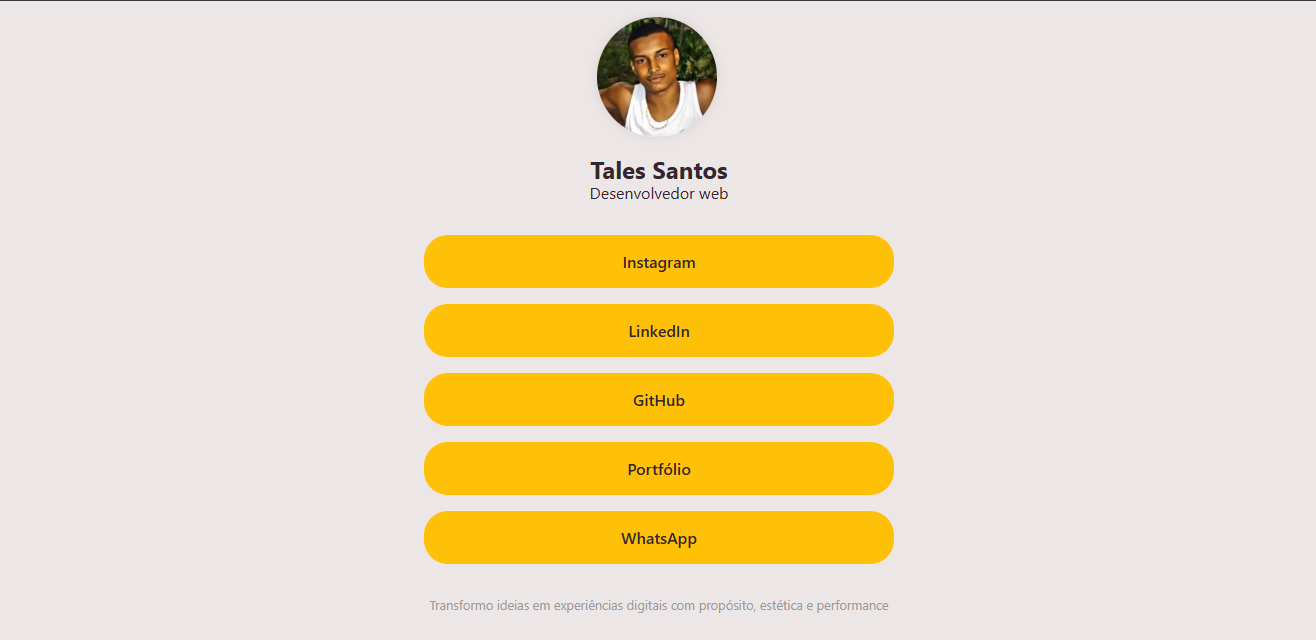 Tales Santos
Desenvolvedor web
Instagram
LinkedIn
GitHub
Portfólio
WhatsApp
Transformo ideias em experiências digitais com propósito, estética e performance